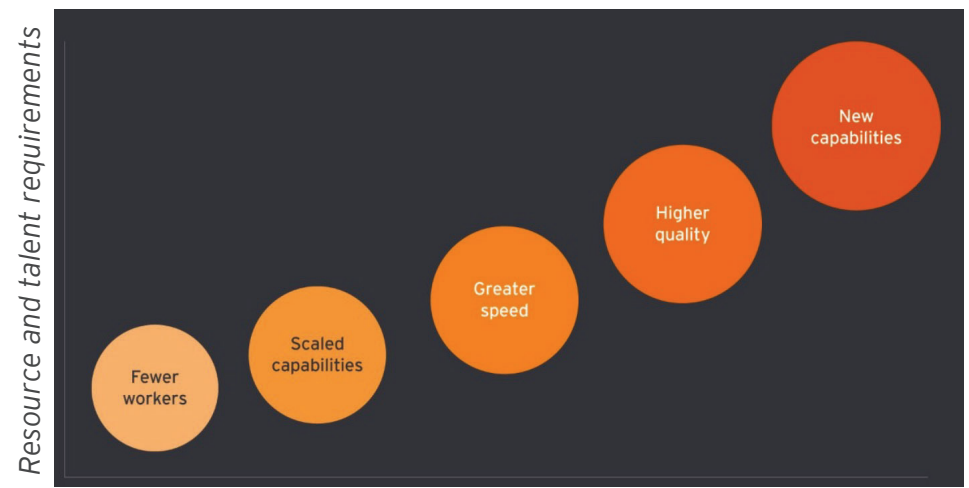 Resource and talent requirements
Fewer
workers
Scaled
capabilities
Greater
speed
Higher
quality
New
capabilities